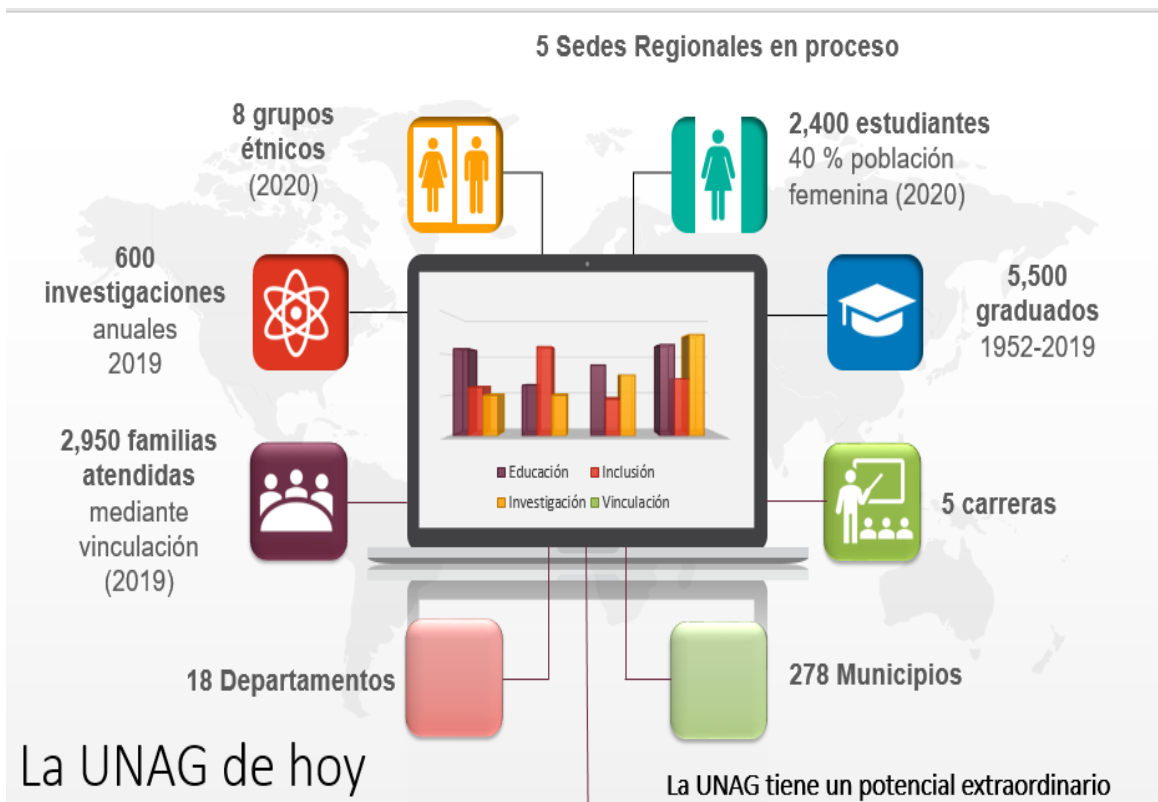 5 Sedes Regionales en proceso
8 grupos
étnicos
(2020)
2,400 estudiantes
40 % población
femenina (2020)
600
investigaciones
anuales
2019
5,500
graduados
1952-2019
2,950 familias
atendidas
mediante
vinculación
(2019)
Educación Inclusión
Investigación Vinculación
5 carreras
18 Departamentos
278 Municipios
La UNAG de hoy
La UNAG tiene un potencial extraordinario